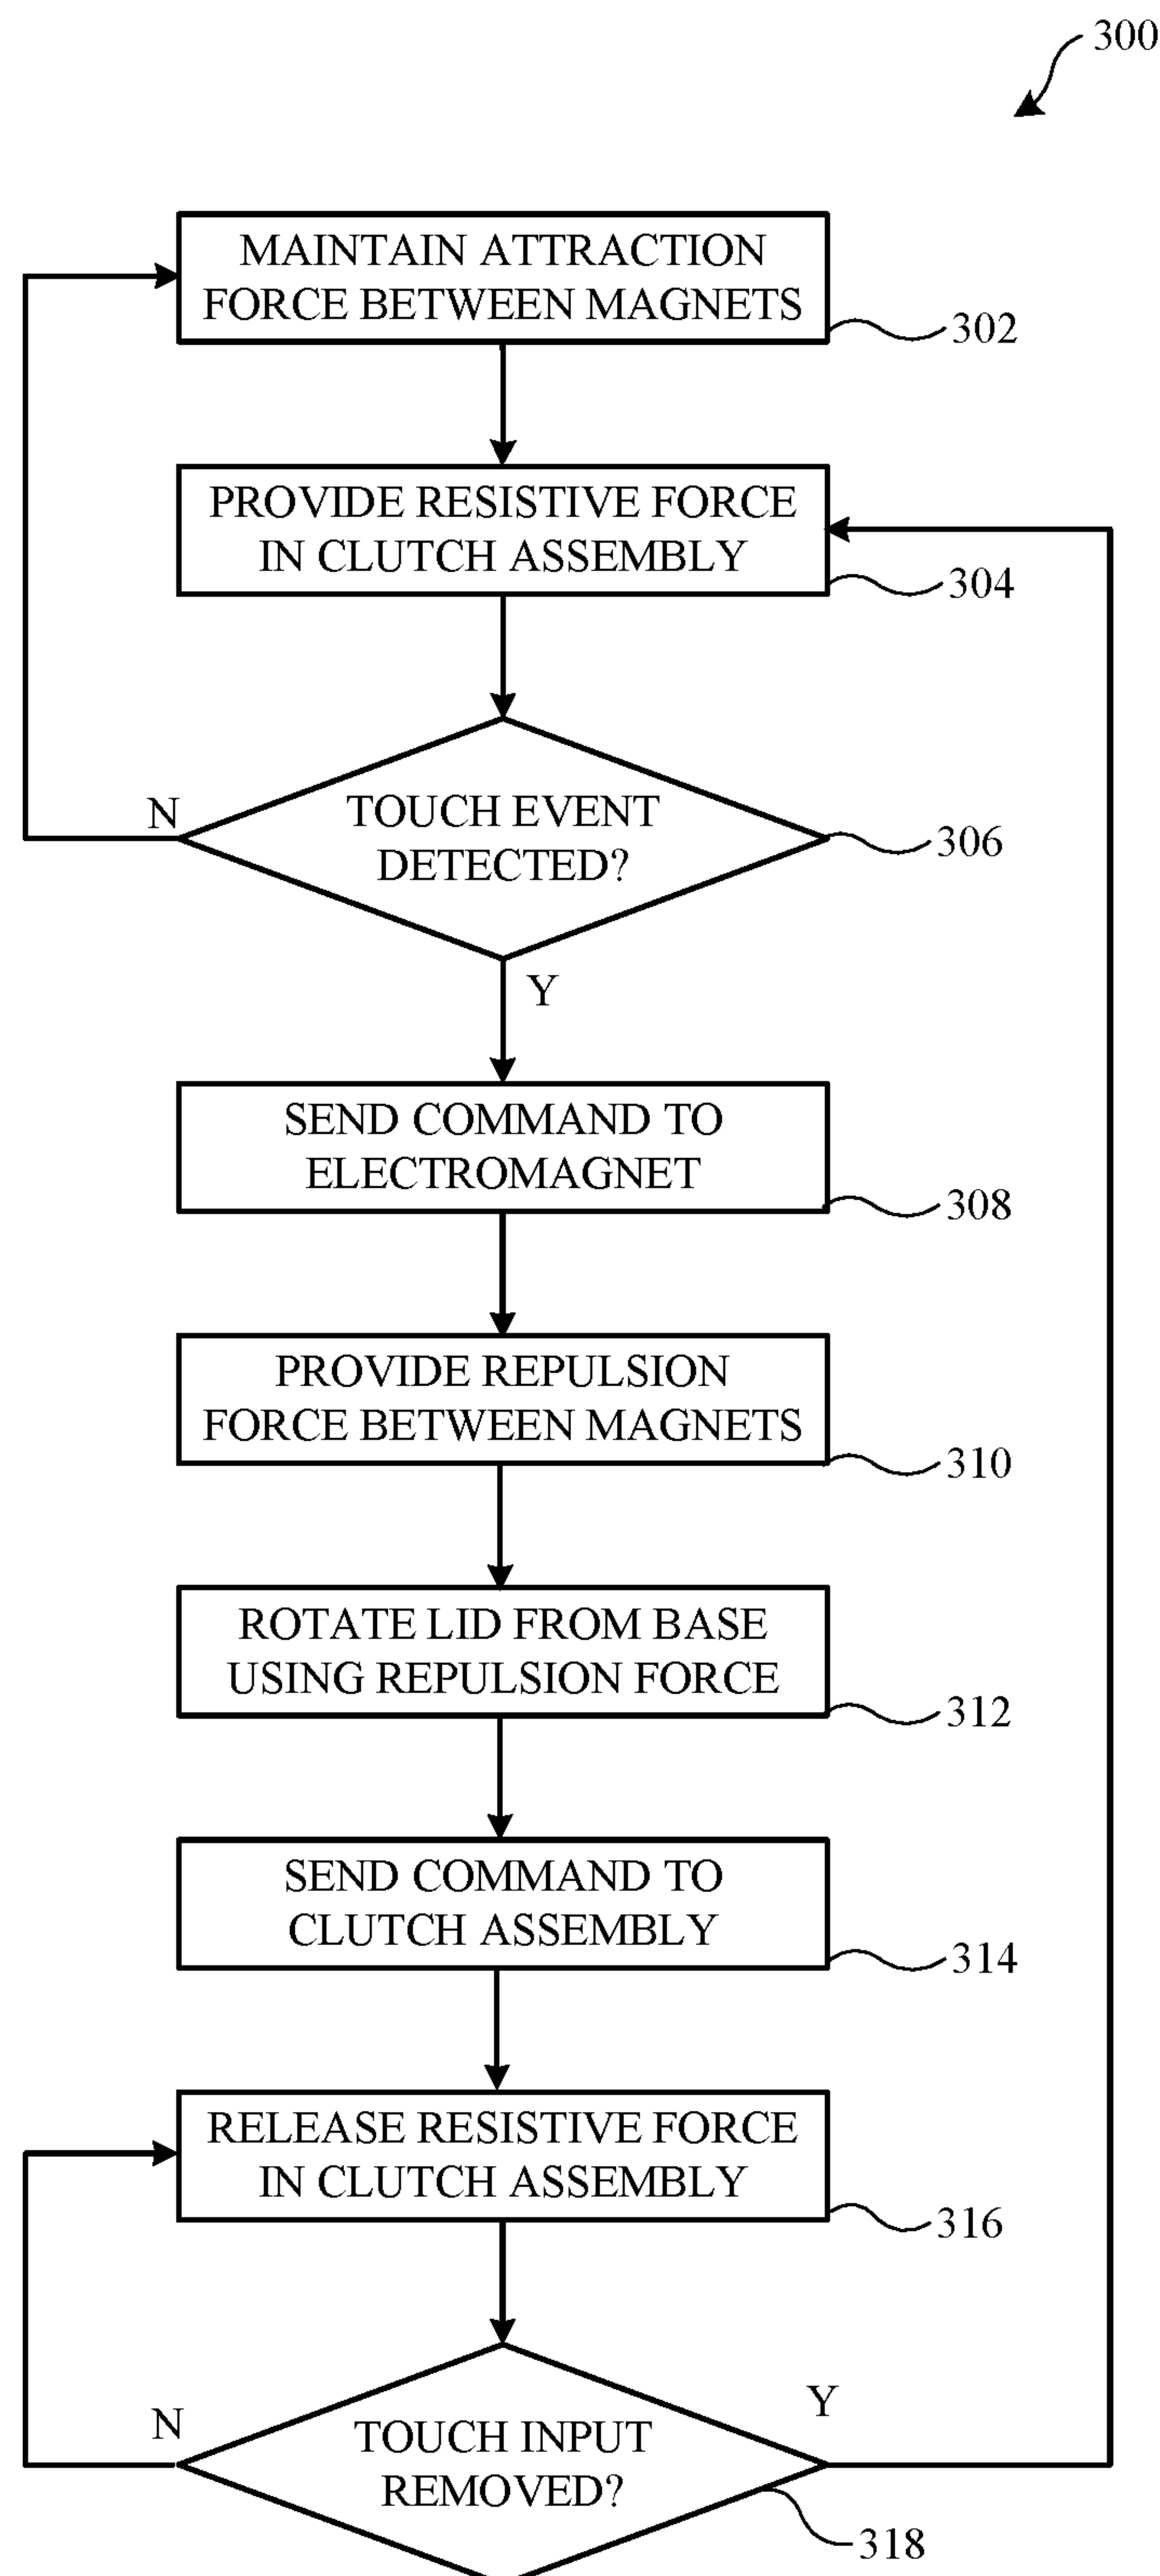 300
MAINTAIN ATTRACTION
FORCE BETWEEN MAGNETS
302
PROVIDE RESISTIVE FORCE
IN CLUTCH ASSEMBLY
304
TOUCH EVENT
DETECTED?
N
306
Y
SEND COMMAND TO
ELECTROMAGNET
308
PROVIDE REPULSION
FORCE BETWEEN MAGNETS
310
ROTATE LID FROM BASE
USING REPULSION FORCE
312
SEND COMMAND TO
CLUTCH ASSEMBLY
314
RELEASE RESISTIVE FORCE
IN CLUTCH ASSEMBLY
316
N
Y
TOUCH INPUT
REMOVED?
318